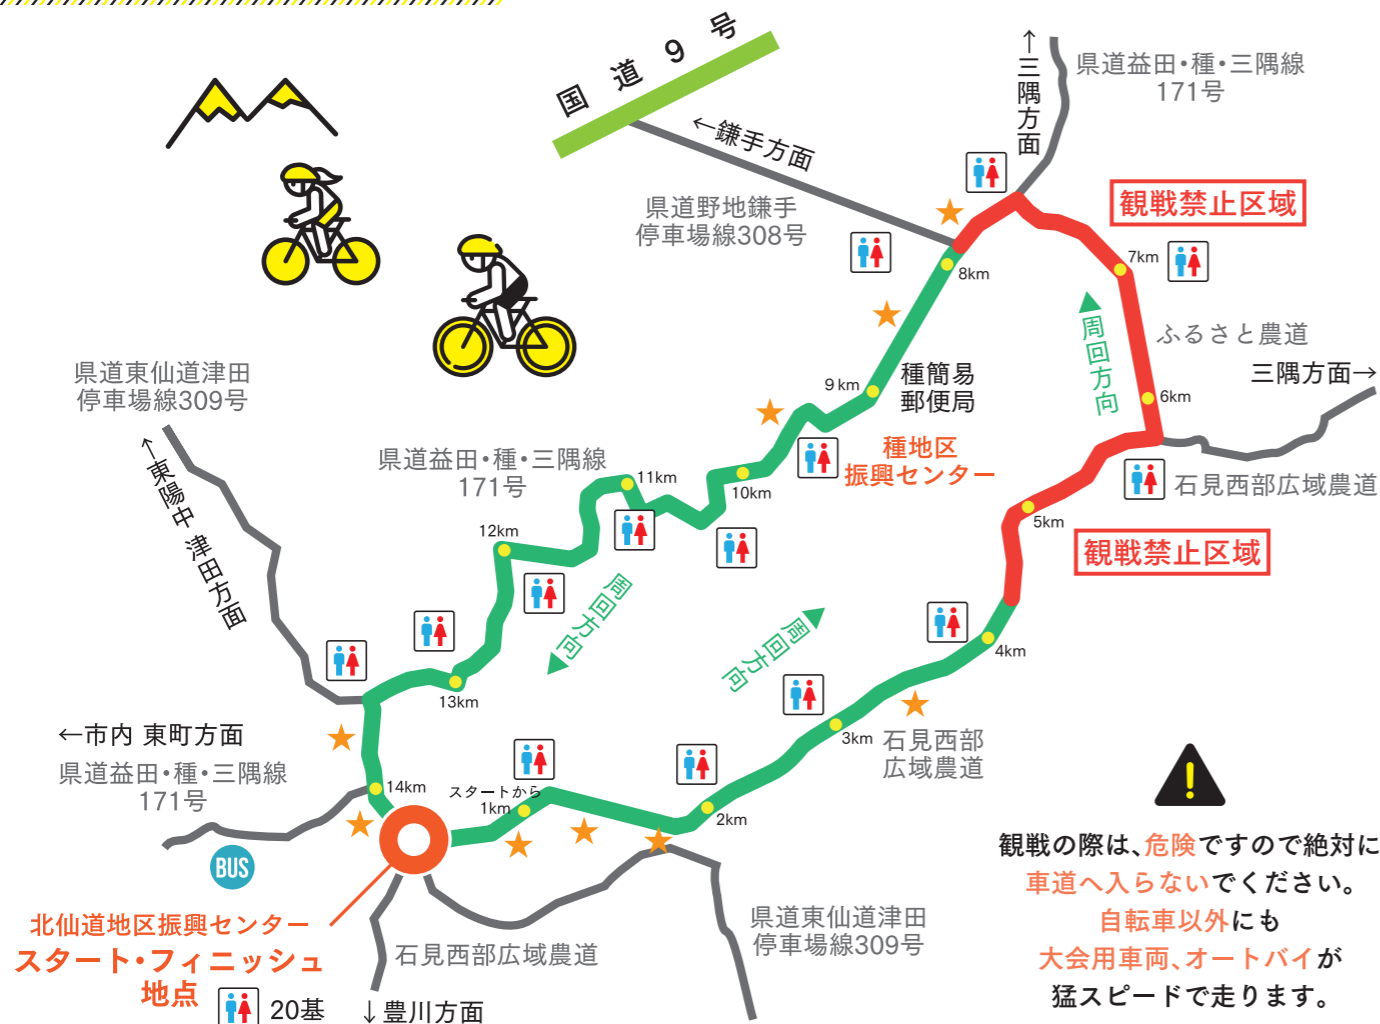 国道9号
←鎌手方面
↑三隅方面
県道益田・種・三隅線
171号
県道野地鎌手
停車場線308号
観戦禁止区域
7km
8km
ふるさと農道
周回方向
三隅方面→
6km
県道東仙道津田
停車場線309号
←東陽中 津田方面
9km
種簡易
郵便局
種地区
振興センター
県道益田・種・三隅線
171号
11km
10km
12km
石見西部広域農道
5km
観戦禁止区域
周回方向
周回方向
4km
13km
3km
石見西部
広域農道
←市内 東町方面
県道益田・種・三隅線
171号
14km
スタートから
1km
2km
BUS
北仙道地区振興センター
スタート・フィニッシュ
地点
20基
石見西部広域農道
↓豊川方面
県道東仙道津田
停車場線309号
観戦の際は、危険ですので絶対に
車道へ入らないでください。
自転車以外にも
大会用車両、オートバイが
猛スピードで走ります。